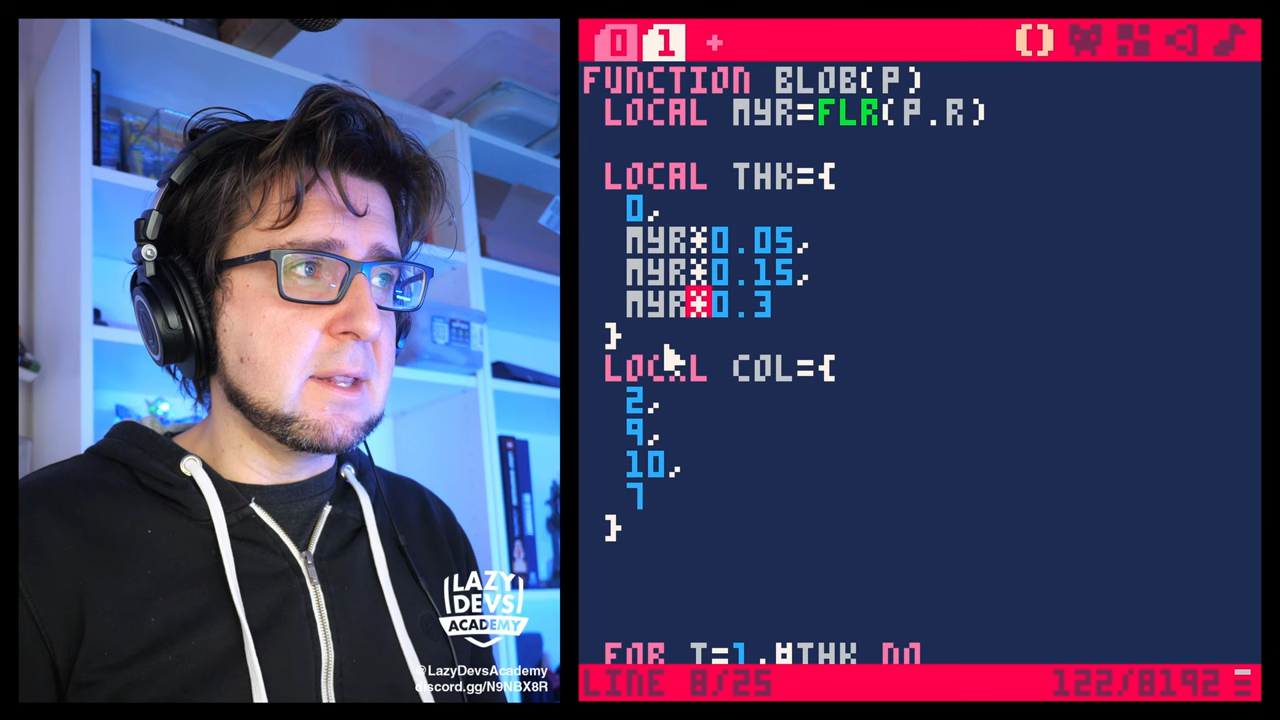 0 1 +
FUNCTION BLOB(P)
LOCAL MYR=FLR(P.R)
LOCAL THK={
0,
MYR*0.05,
MYR*0.15,
MYR*0.3
}
LOCAL COL={
2,
9,
10,
7
}
FOR I=1,#THK DO
LINE 8/25
122/8192
LAZY
DEVS
ACADEMY
@LazyDevsAcademy
discord.gg/N9NBX8R